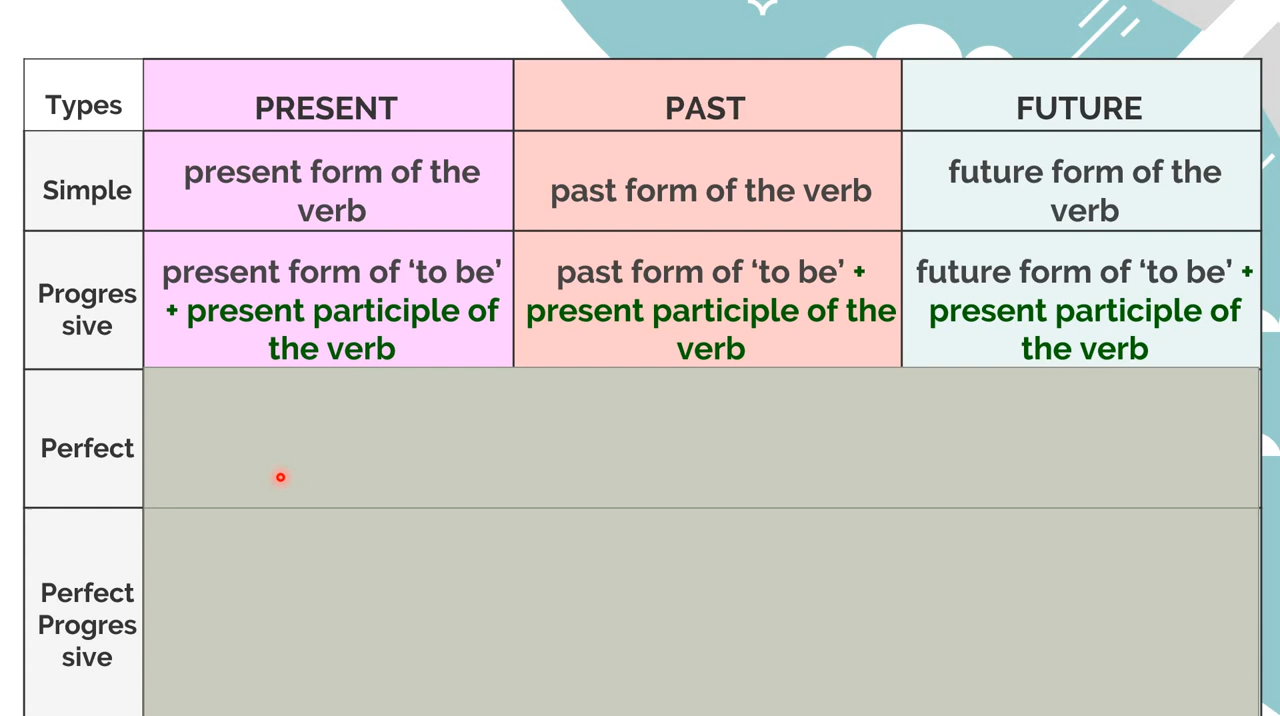 Types
PRESENT
PAST
FUTURE
Simple
present form of the
verb
past form of the verb
future form of the
verb
Progres
sive
present form of ‘to be’
+ present participle of
the verb
past form of ‘to be’ +
present participle of the
verb
future form of ‘to be’ +
present participle of
the verb
Perfect
Perfect
Progres
sive